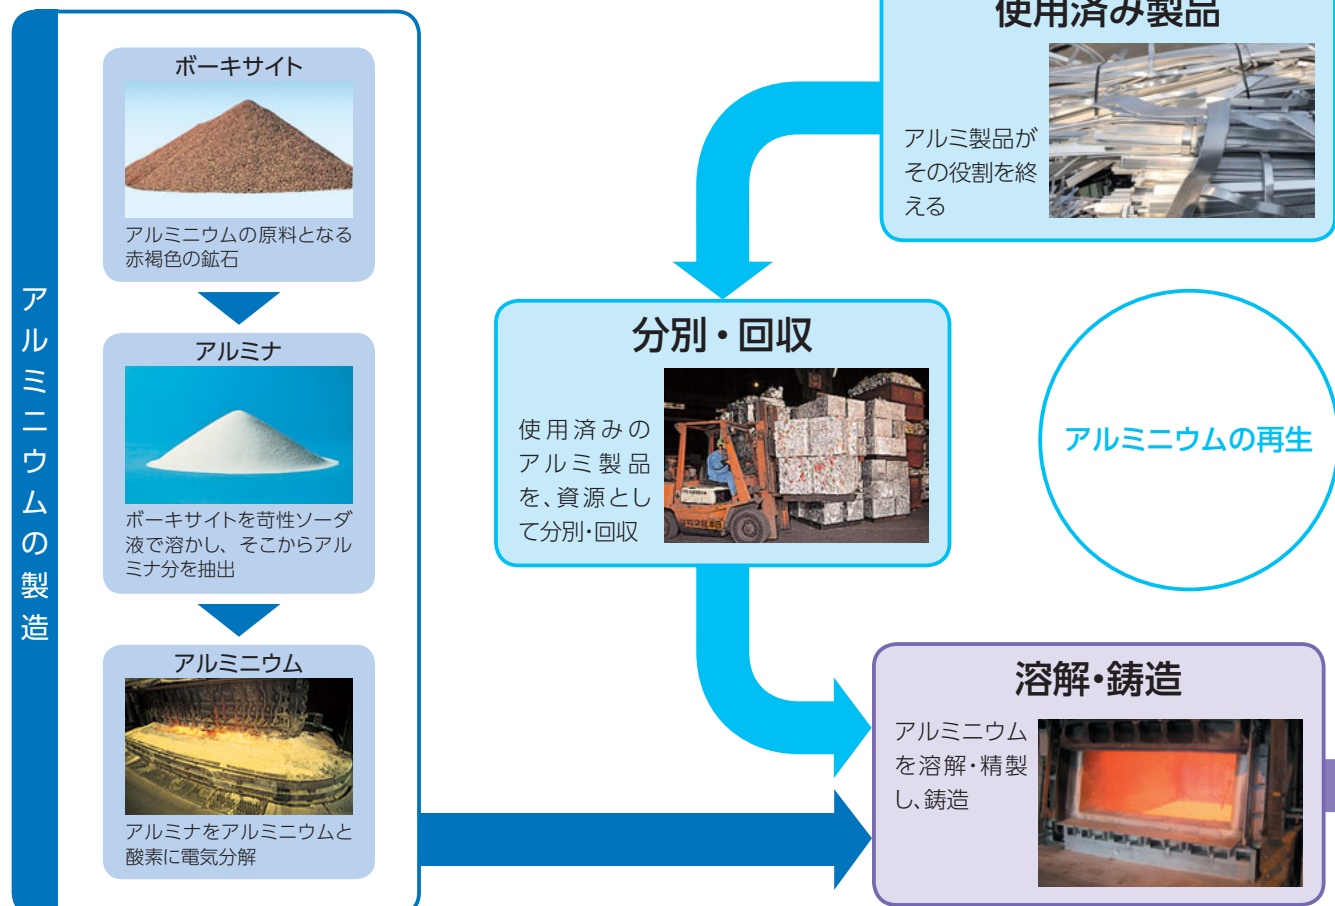 アルミニウムの製造
ボーキサイト
アルミニウムの原料となる
赤褐色の鉱石
アルミナ
ボーキサイトを苛性ソーダ
液で溶かし、そこからアル
ミナ分を抽出
アルミニウム
アルミナをアルミニウムと
酸素に電気分解
使用済み製品
アルミ製品が
その役割を終
える
分別・回収
使用済みの
アルミ製品
を、資源とし
て分別・回収
アルミニウムの再生
溶解・鋳造
アルミニウム
を溶解・精製
し、鋳造